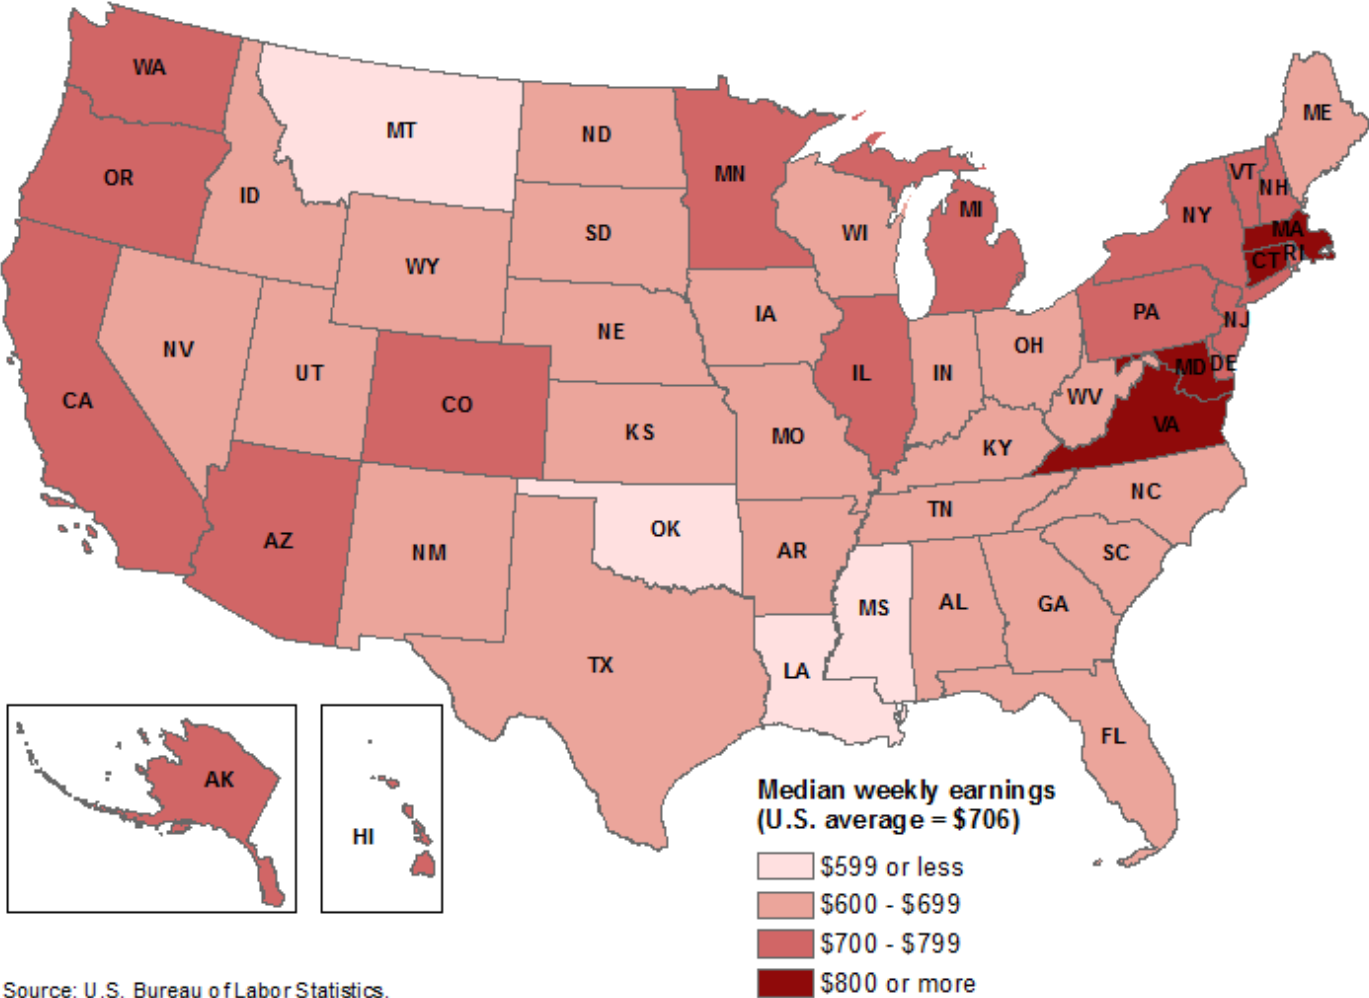 WA
MT
ND
ME
OR
ID
MN
VT
NH
MI
NY
SD
WI
MA
WY
CT
RI
IA
PA
NJ
NE
NV
OH
UT
IL
IN
MD
DE
CA
CO
WV
KS
MO
VA
KY
NC
TN
OK
AZ
NM
AR
SC
MS
AL
GA
TX
LA
FL
AK
HI
Median weekly earnings
(U.S. average = $706)
$599 or less
$600 - $699
$700 - $799
$800 or more
Source: U.S. Bureau of Labor Statistics.